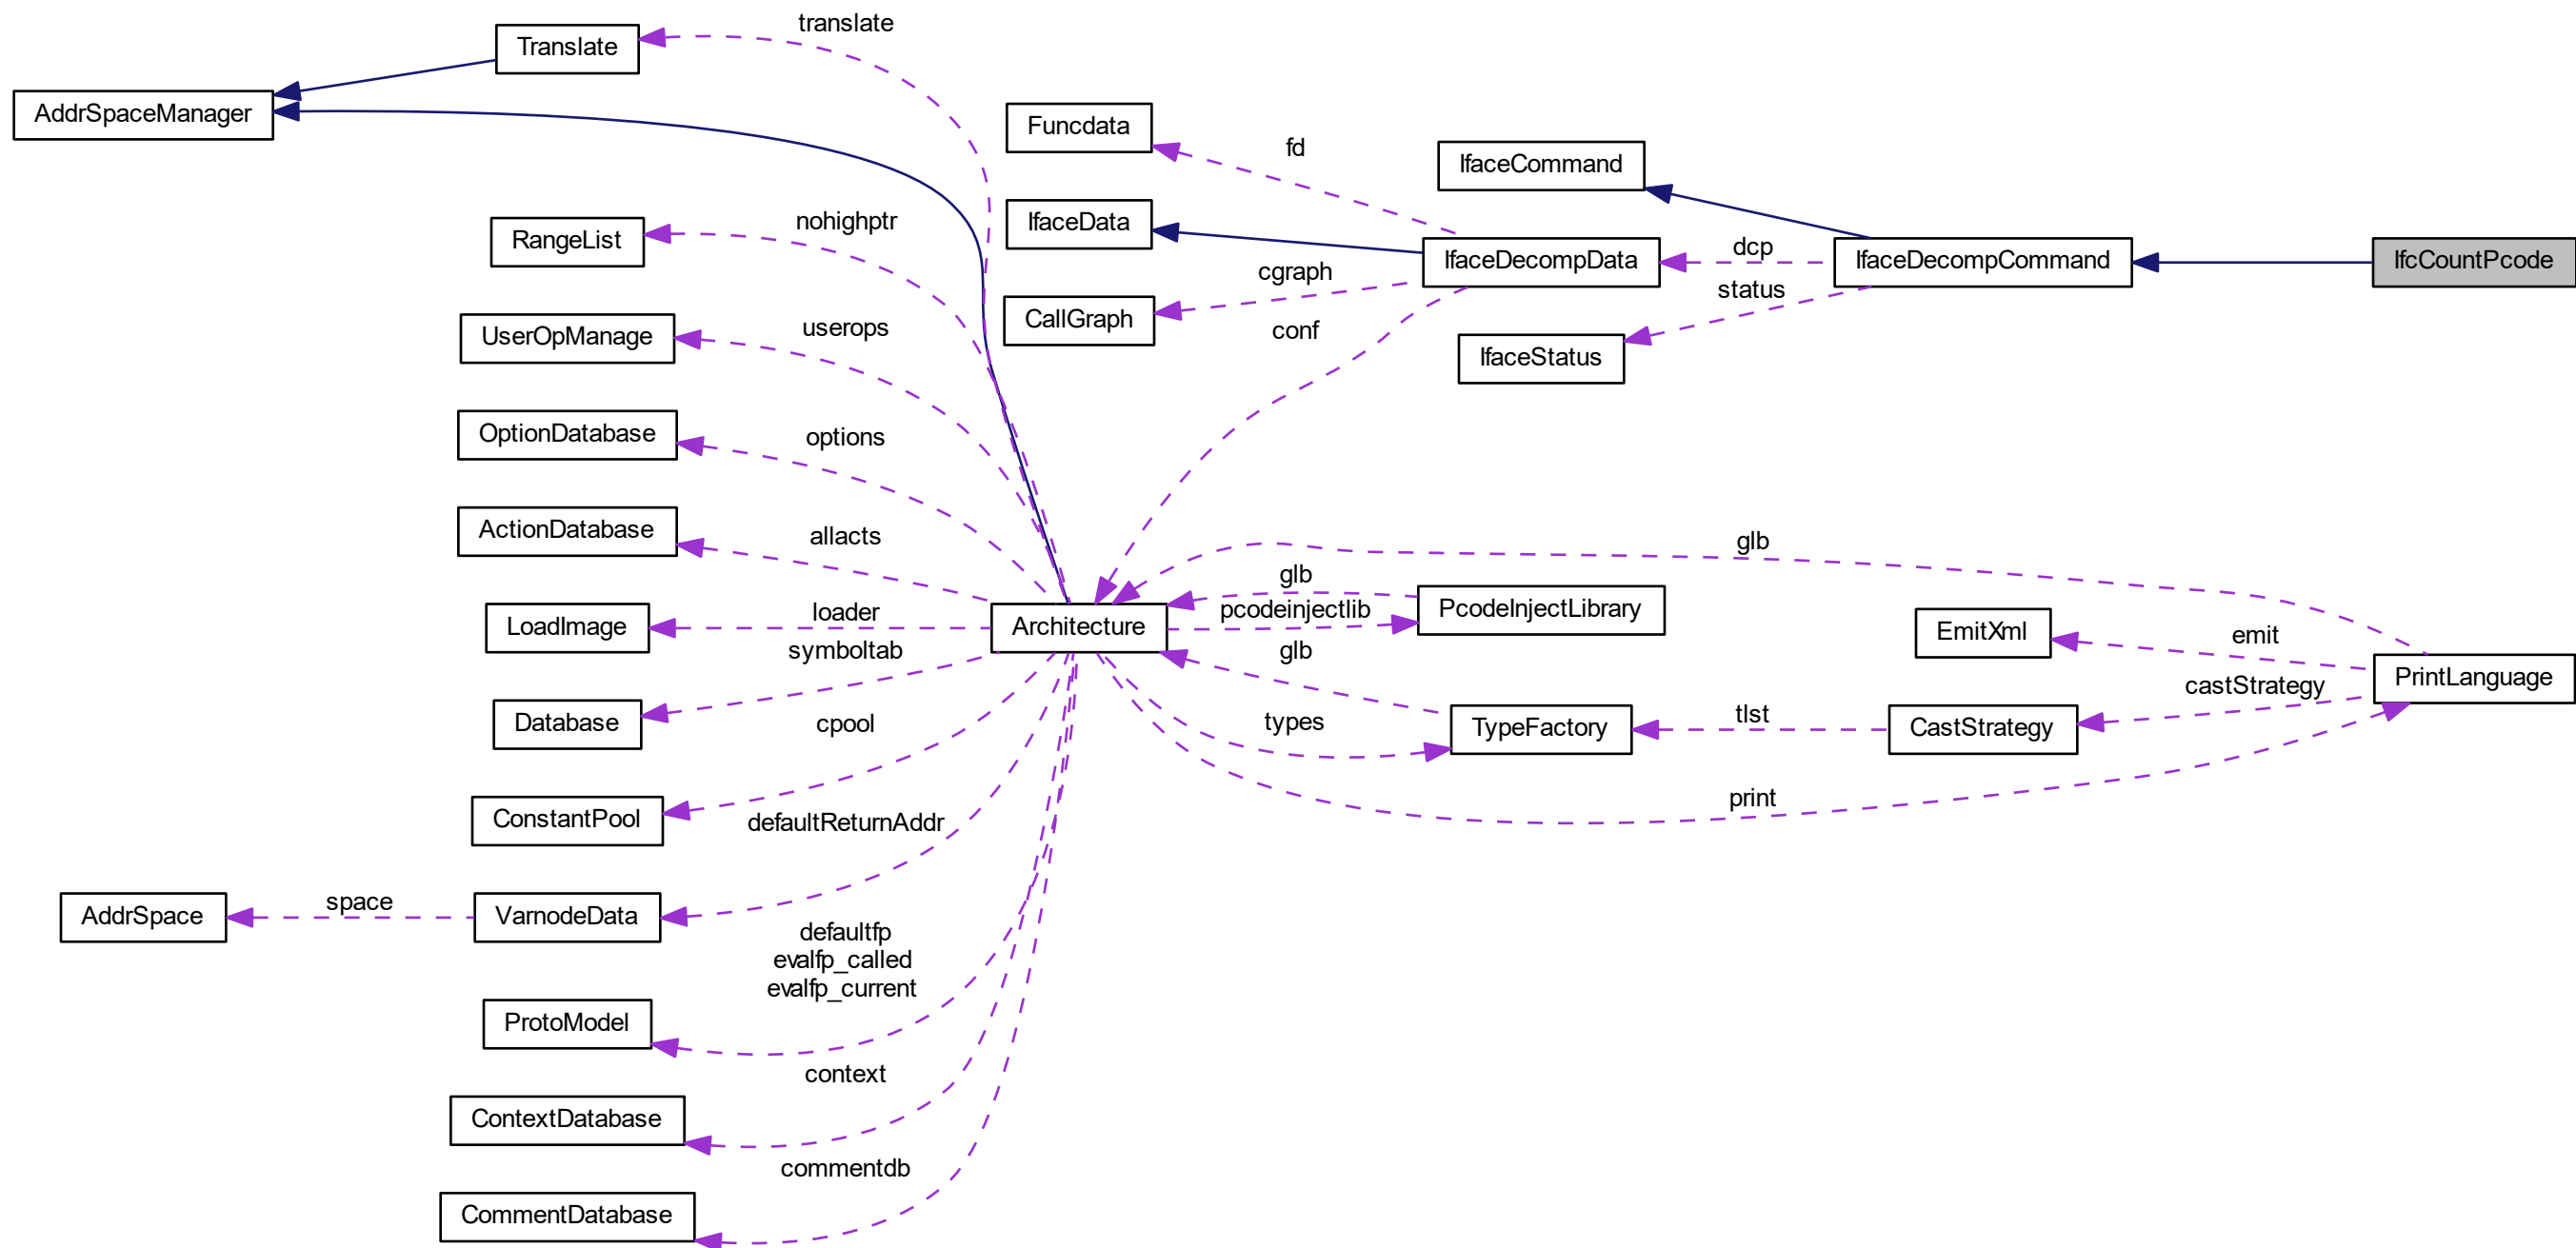 translate
Translate
AddrSpaceManager
Funcdata
fd
IfaceCommand
nohighptr
RangeList
IfaceData
IfaceDecompData
dcp
IfaceDecompCommand
IfcCountPcode
cgraph
status
CallGraph
conf
userops
UserOpManage
IfaceStatus
options
OptionDatabase
allacts
ActionDatabase
glb
glb
pcodeinjectlib
PcodeInjectLibrary
loader
LoadImage
Architecture
EmitXml
emit
symboltab
glb
PrintLanguage
castStrategy
Database
cpool
types
TypeFactory
tlst
CastStrategy
print
ConstantPool
defaultReturnAddr
AddrSpace
space
VarnodeData
defaultfp
evalfp_called
evalfp_current
ProtoModel
context
ContextDatabase
commentdb
CommentDatabase